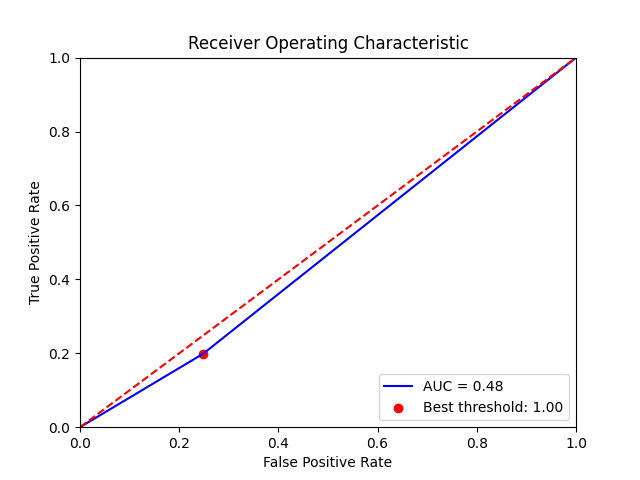 Receiver Operating Characteristic
1.0
0.8
0.6
0.4
0.2
0.0
True Positive Rate
AUC = 0.48
Best threshold: 1.00
0.0 0.2 0.4 0.6 0.8 1.0
False Positive Rate